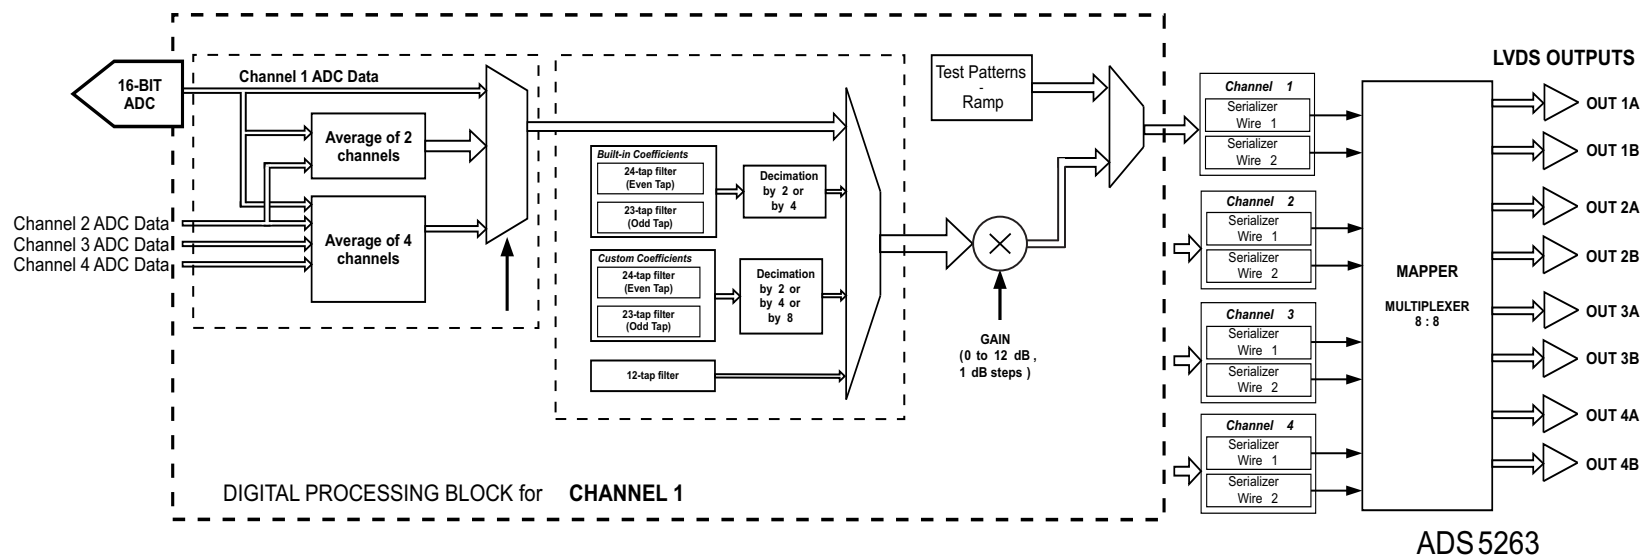 16-BIT
ADC
Channel 1 ADC Data
Average of 2
channels
Channel 2 ADC Data
Channel 3 ADC Data
Channel 4 ADC Data
Average of 4
channels
Built-in Coefficients
24-tap filter
(Even Tap)
23-tap filter
(Odd Tap)
Decimation
by 2 or
by 4
Custom Coefficients
24-tap filter
(Even Tap)
23-tap filter
(Odd Tap)
Decimation
by 2 or
by 4 or
by 8
12-tap filter
Test Patterns
-
Ramp
GAIN
(0 to 12 dB ,
1 dB steps )
DIGITAL PROCESSING BLOCK for CHANNEL 1
Channel 1
Serializer
Wire 1
Serializer
Wire 2
Channel 2
Serializer
Wire 1
Serializer
Wire 2
Channel 3
Serializer
Wire 1
Serializer
Wire 2
Channel 4
Serializer
Wire 1
Serializer
Wire 2
MAPPER
MULTIPLEXER
8 : 8
LVDS OUTPUTS
OUT 1A
OUT 1B
OUT 2A
OUT 2B
OUT 3A
OUT 3B
OUT 4A
OUT 4B
ADS5263